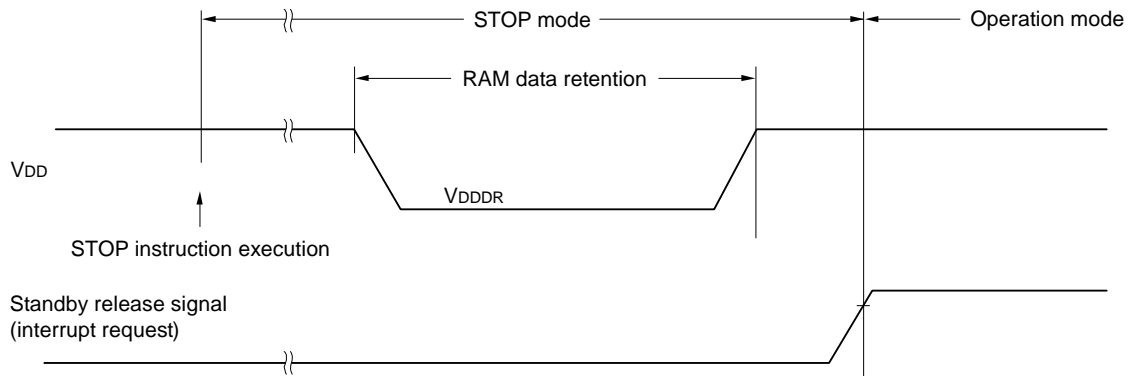 STOP mode
Operation mode
RAM data retention
VDD
VDDDR
STOP instruction execution
Standby release signal
(interrupt request)